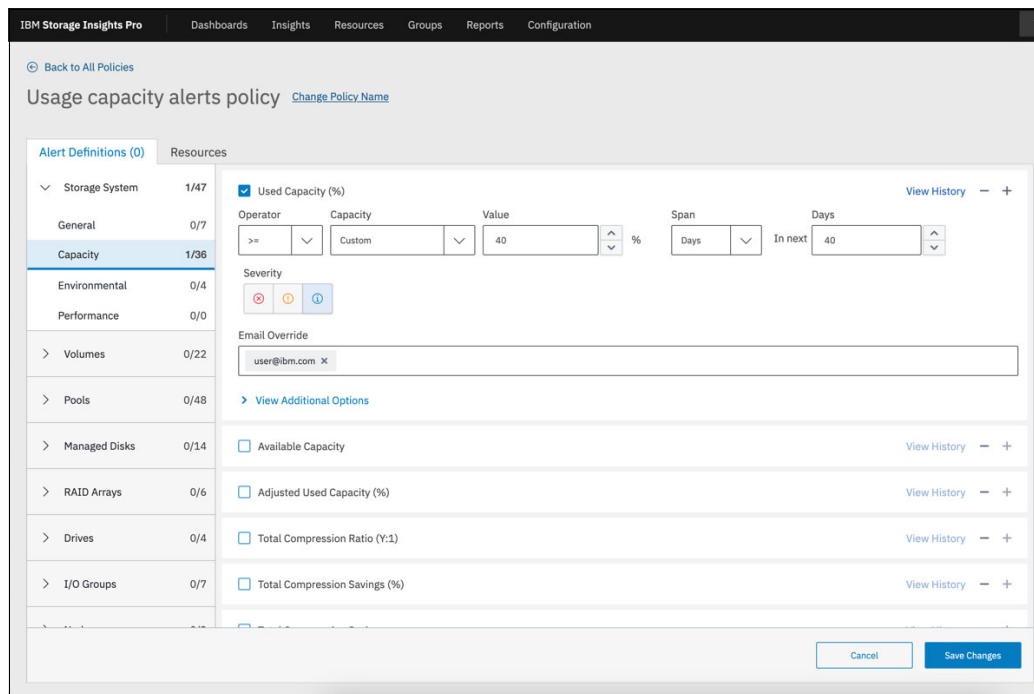 IBM Storage Insights Pro Dashboards Insights Resources Groups Reports Configuration
Back to All Policies
Usage capacity alerts policy Change Policy Name
Alert Definitions (0) Resources
Storage System 1/47
General 0/7
Capacity 1/36
Environmental 0/4
Performance 0/0
Volumes 0/22
Pools 0/48
Managed Disks 0/14
RAID Arrays 0/6
Drives 0/4
I/O Groups 0/7
Used Capacity (%) View History − +
Operator Capacity Value Span Days
>= Custom 40 % Days In next 40
Severity
Email Override
user@ibm.com ×
View Additional Options
Available Capacity View History − +
Adjusted Used Capacity (%) View History − +
Total Compression Ratio (Y:1) View History − +
Total Compression Savings (%) View History − +
Cancel Save Changes